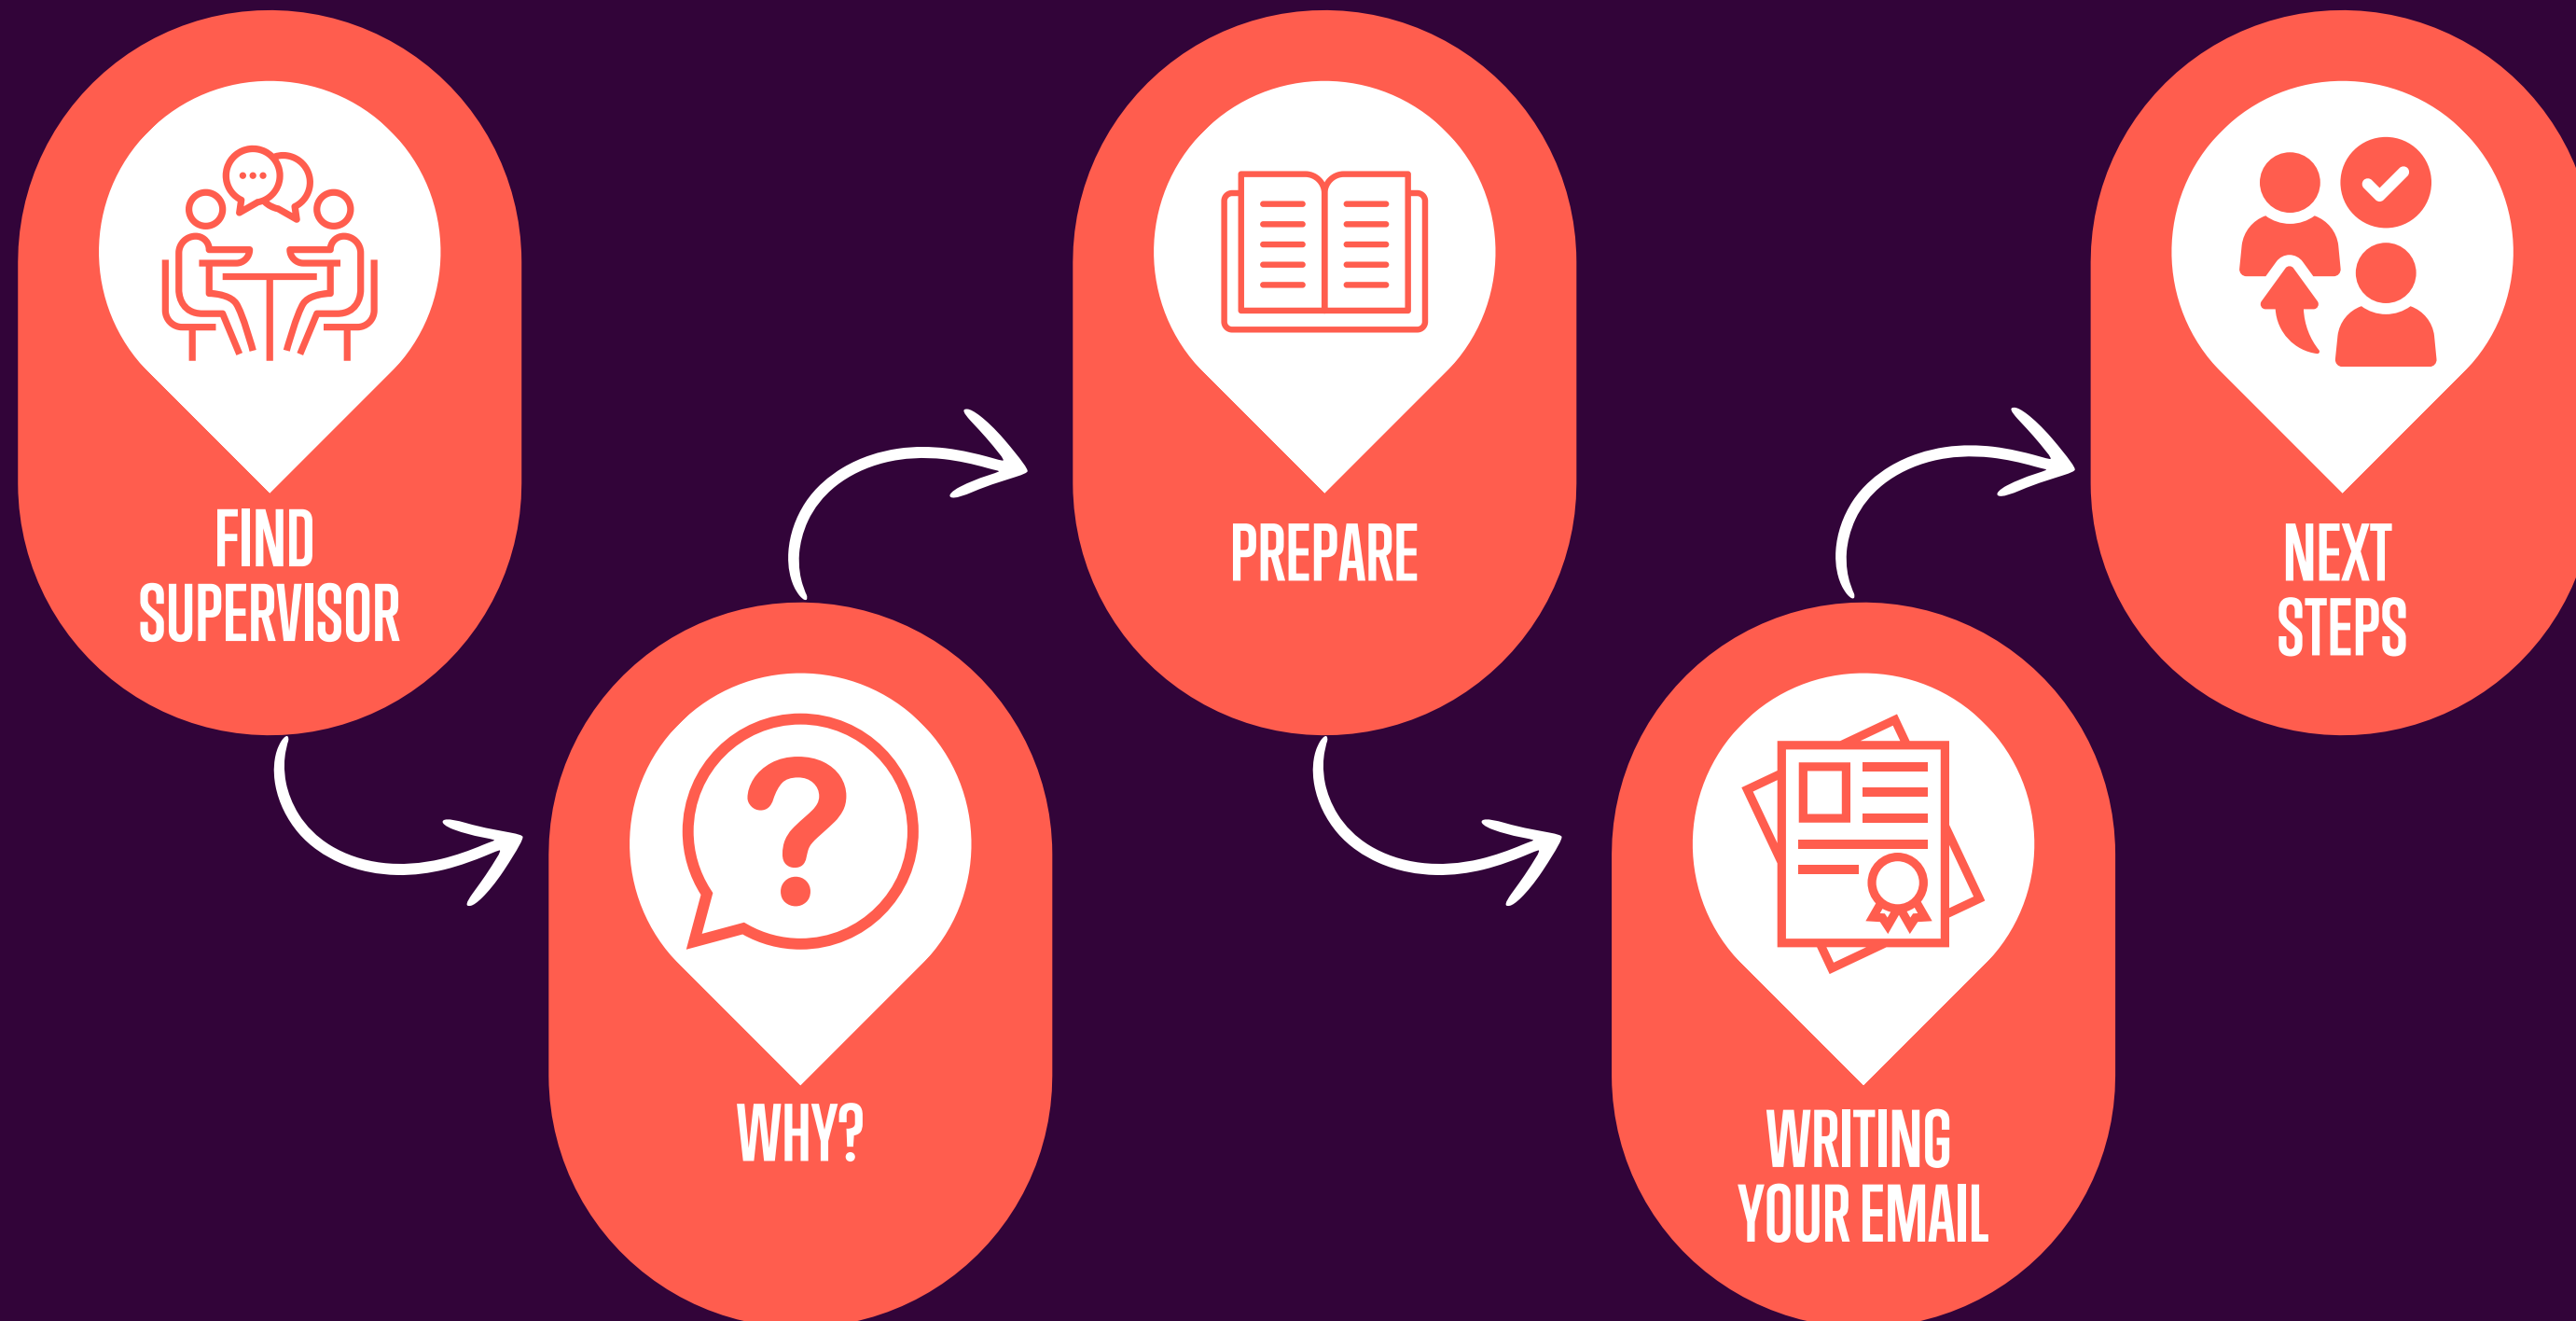 FIND
SUPERVISOR
WHY?
PREPARE
WRITING
YOUR EMAIL
NEXT
STEPS